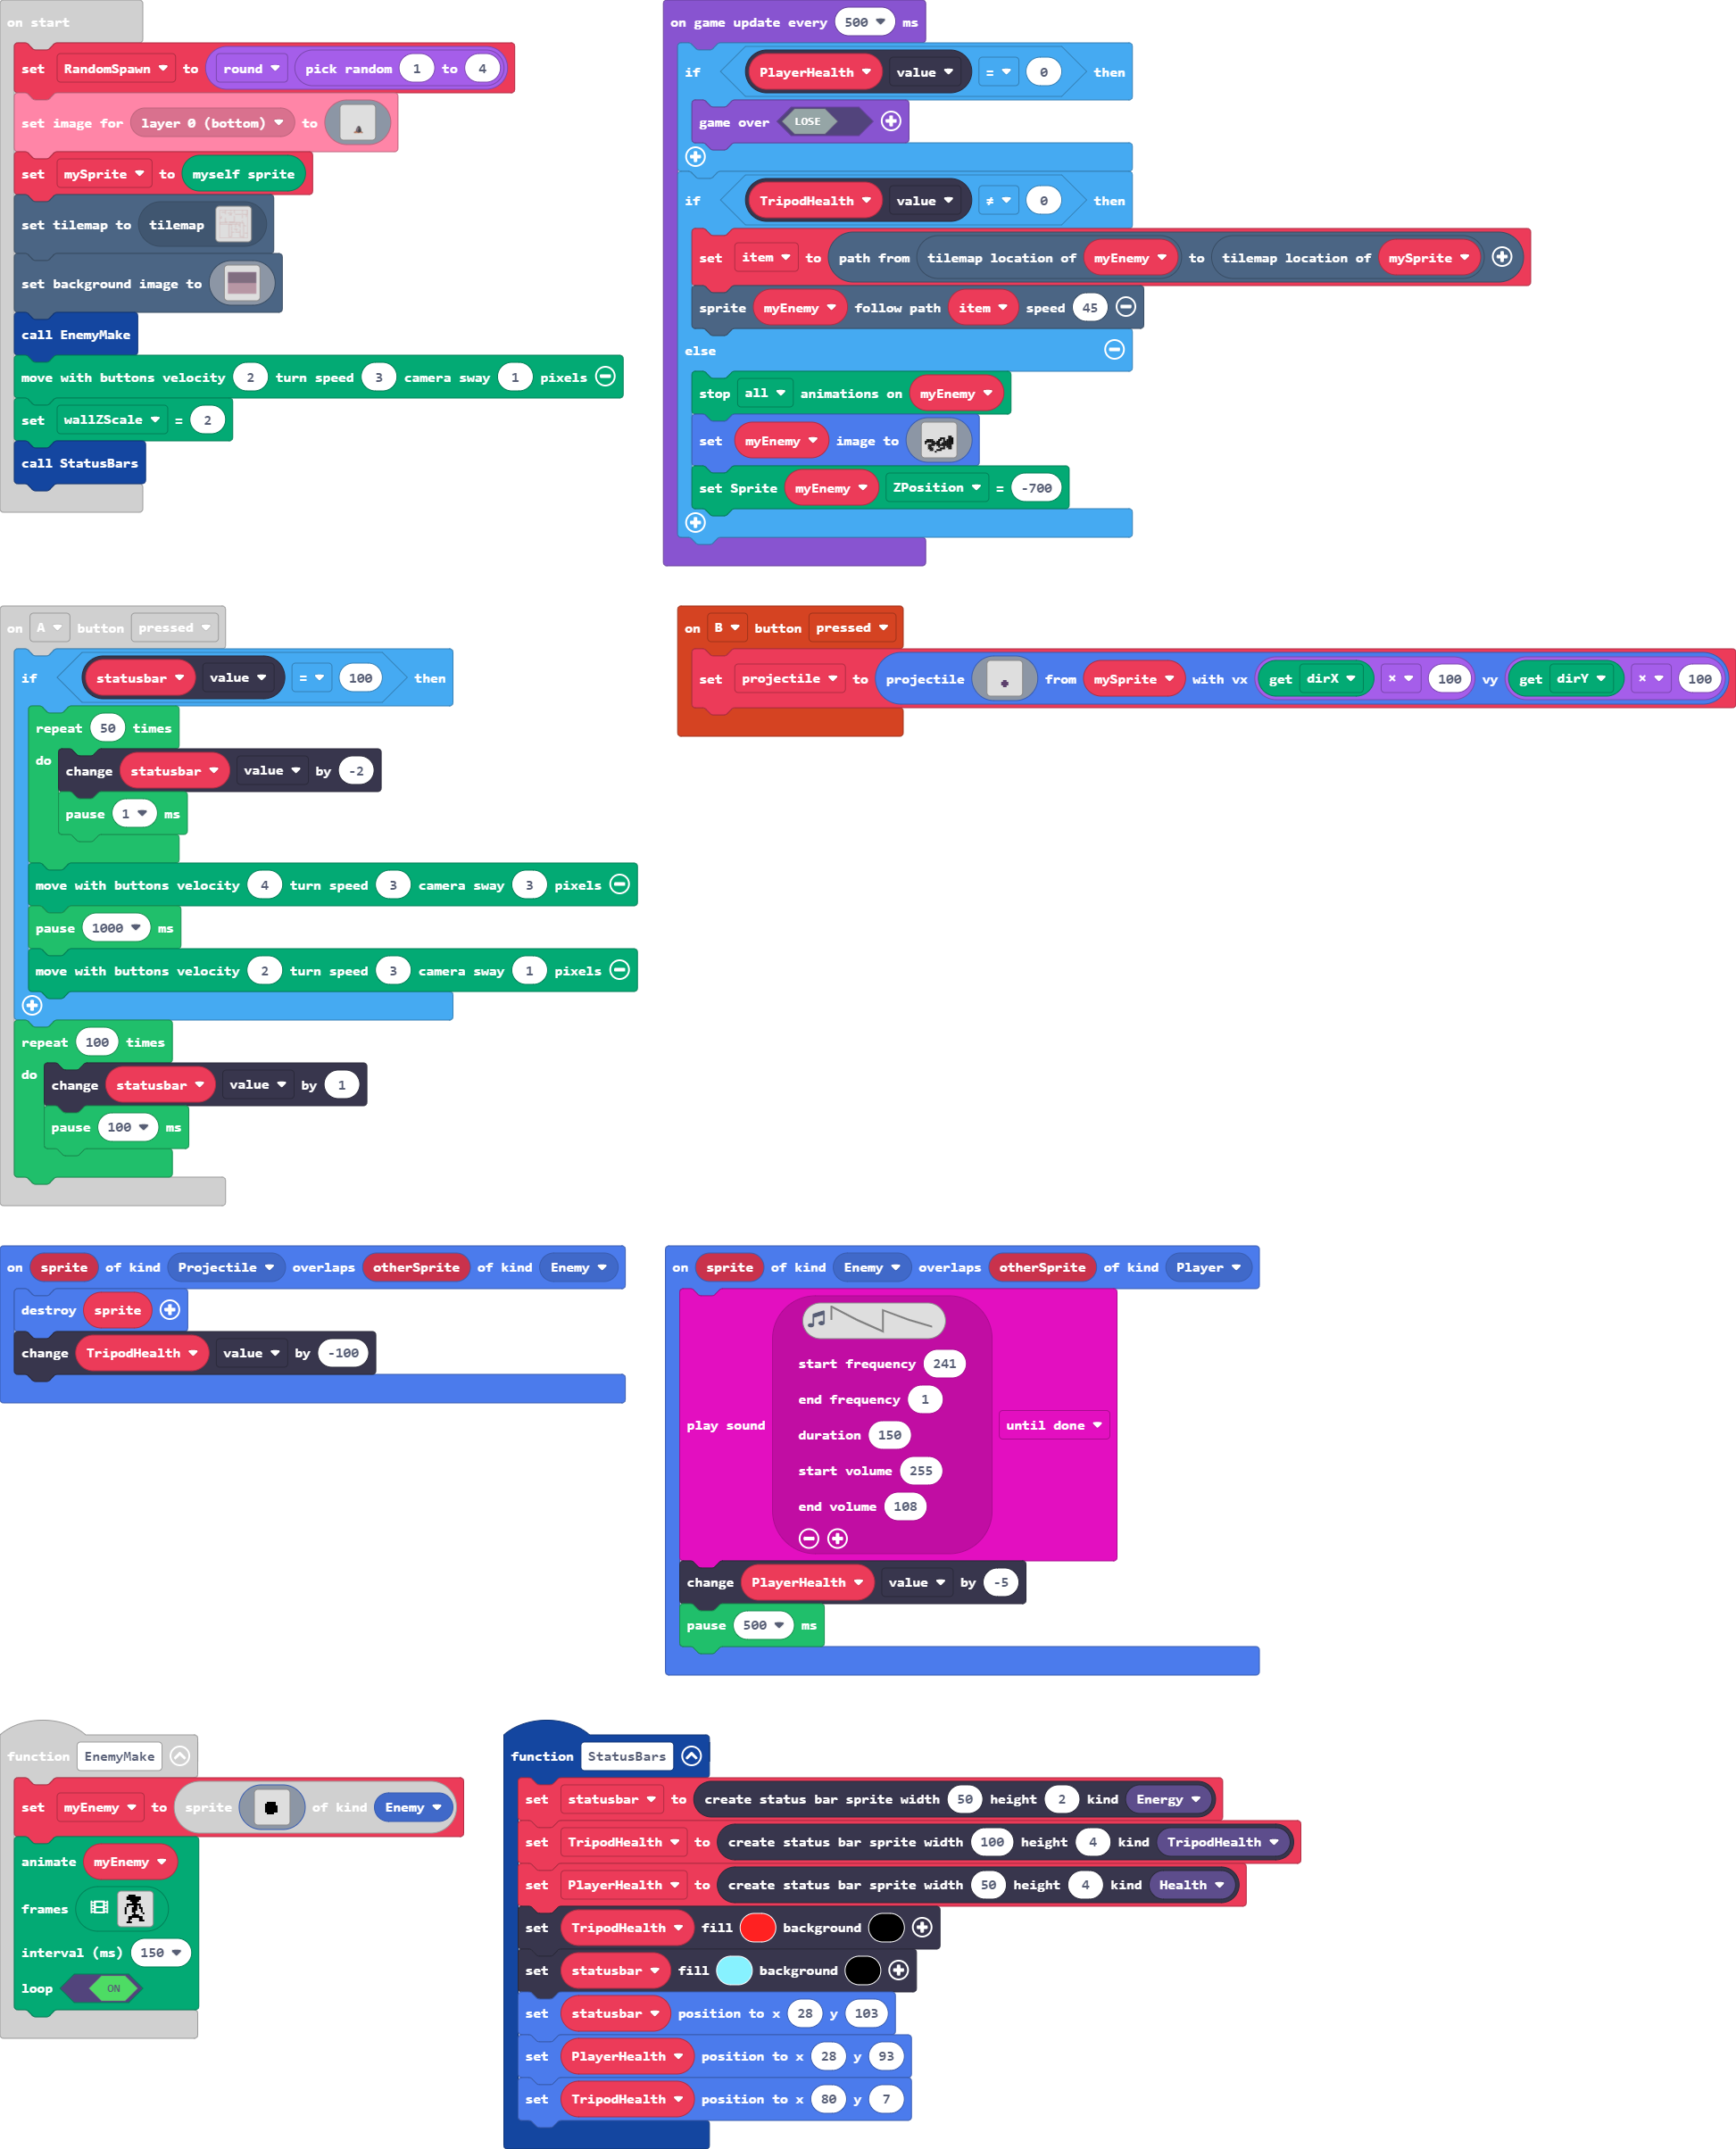 on start
set RandomSpawn to round pick random 1 to 4
set image for layer 0 (bottom) to
set mySprite to myself sprite
set tilemap to tilemap
set background image to
call EnemyMake
move with buttons velocity 2 turn speed 3 camera sway 1 pixels
set wallZScale = 2
call StatusBars
on game update every 500 ms
if PlayerHealth value = 0 then
game over LOSE
if TripodHealth value ≠ 0 then
set item to path from tilemap location of myEnemy to tilemap location of mySprite
sprite myEnemy follow path item speed 45
else
stop all animations on myEnemy
set myEnemy image to
set Sprite myEnemy ZPosition = -700
on A button pressed
if statusbar value = 100 then
repeat 50 times
do
change statusbar value by -2
pause 1 ms
move with buttons velocity 4 turn speed 3 camera sway 3 pixels
pause 1000 ms
move with buttons velocity 2 turn speed 3 camera sway 1 pixels
repeat 100 times
do
change statusbar value by 1
pause 100 ms
on B button pressed
set projectile to projectile from mySprite with vx get dirX × 100 vy get dirY × 100
on sprite of kind Projectile overlaps otherSprite of kind Enemy
destroy sprite
change TripodHealth value by -100
on sprite of kind Enemy overlaps otherSprite of kind Player
start frequency 241
end frequency 1
play sound
until done
duration 150
start volume 255
end volume 108
change PlayerHealth value by -5
pause 500 ms
function EnemyMake
set myEnemy to sprite of kind Enemy
animate myEnemy
frames
interval (ms) 150
loop ON
function StatusBars
set statusbar to create status bar sprite width 50 height 2 kind Energy
set TripodHealth to create status bar sprite width 100 height 4 kind TripodHealth
set PlayerHealth to create status bar sprite width 50 height 4 kind Health
set TripodHealth fill background
set statusbar fill background
set statusbar position to x 28 y 103
set PlayerHealth position to x 28 y 93
set TripodHealth position to x 80 y 7